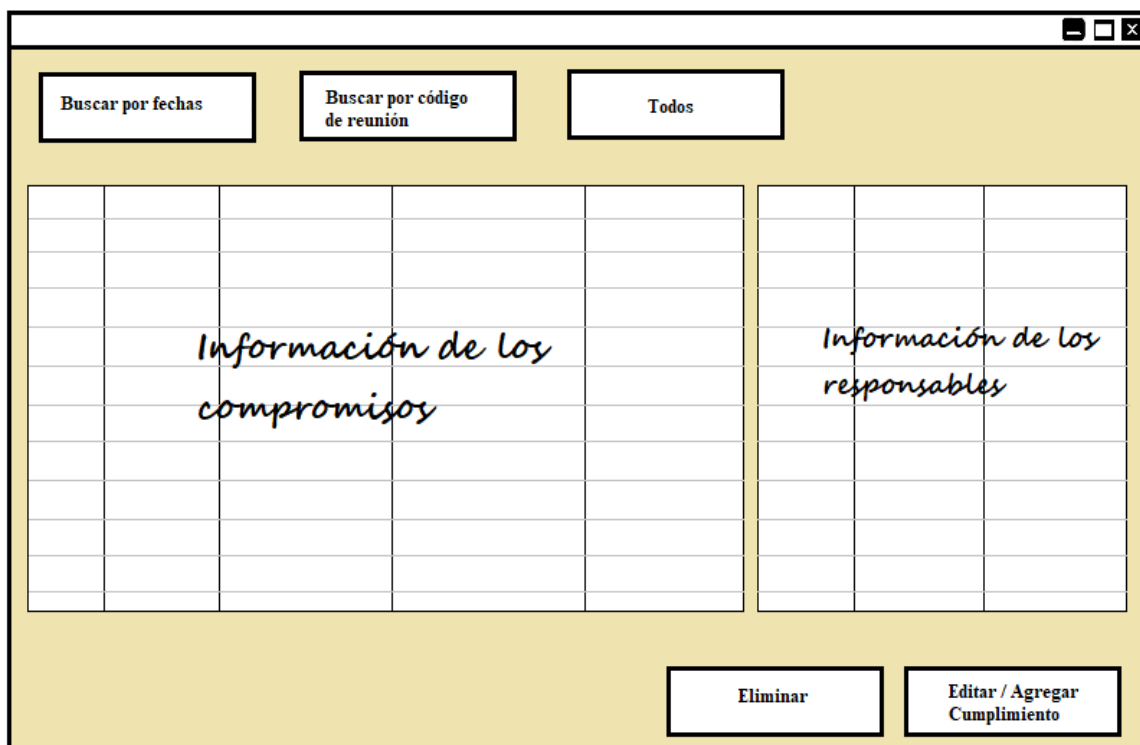 Buscar por fechas
Buscar por código
de reunión
Todos
Información de los
compromisos
Información de los
responsables
Eliminar
Editar / Agregar
Cumplimiento